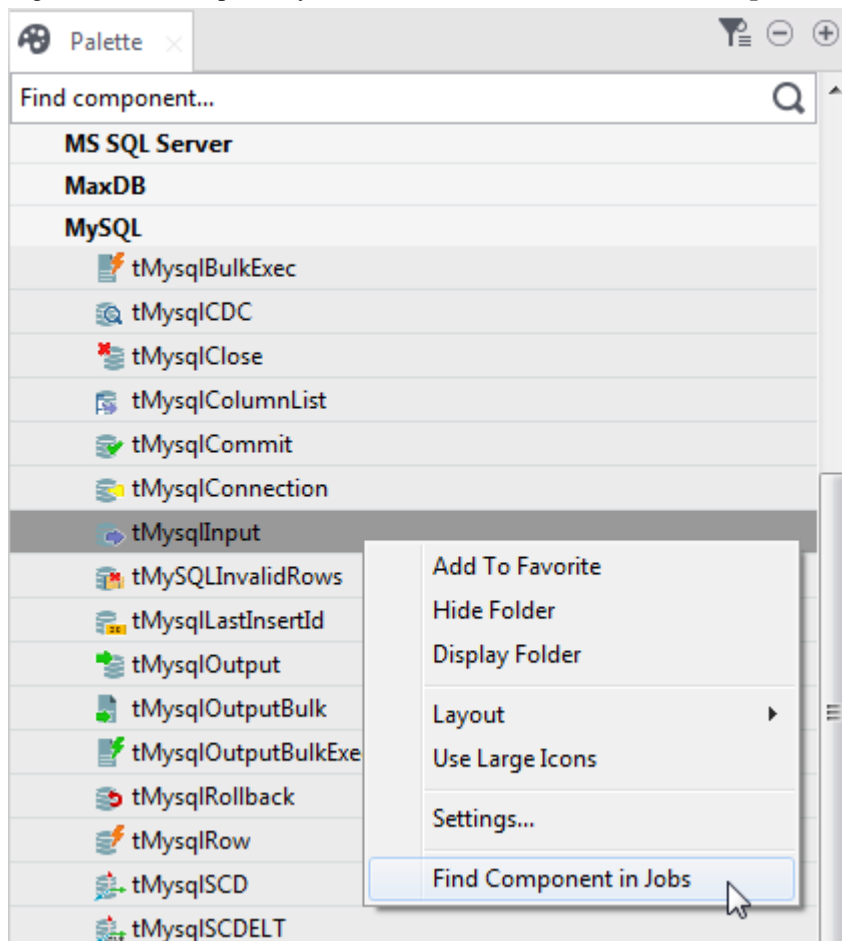 Palette
Find component...
MS SQL Server
MaxDB
MySQL
tMysqlBulkExec
tMysqlCDC
tMysqlClose
tMysqlColumnList
tMysqlCommit
tMysqlConnection
tMysqlInput
tMySQLInvalidRows
tMysqlLastInsertId
tMysqlOutput
tMysqlOutputBulk
tMysqlOutputBulkExe
tMysqlRollback
tMysqlRow
tMysqlSCD
tMysqlSCDELT
Add To Favorite
Hide Folder
Display Folder
Layout
Use Large Icons
Settings...
Find Component in Jobs